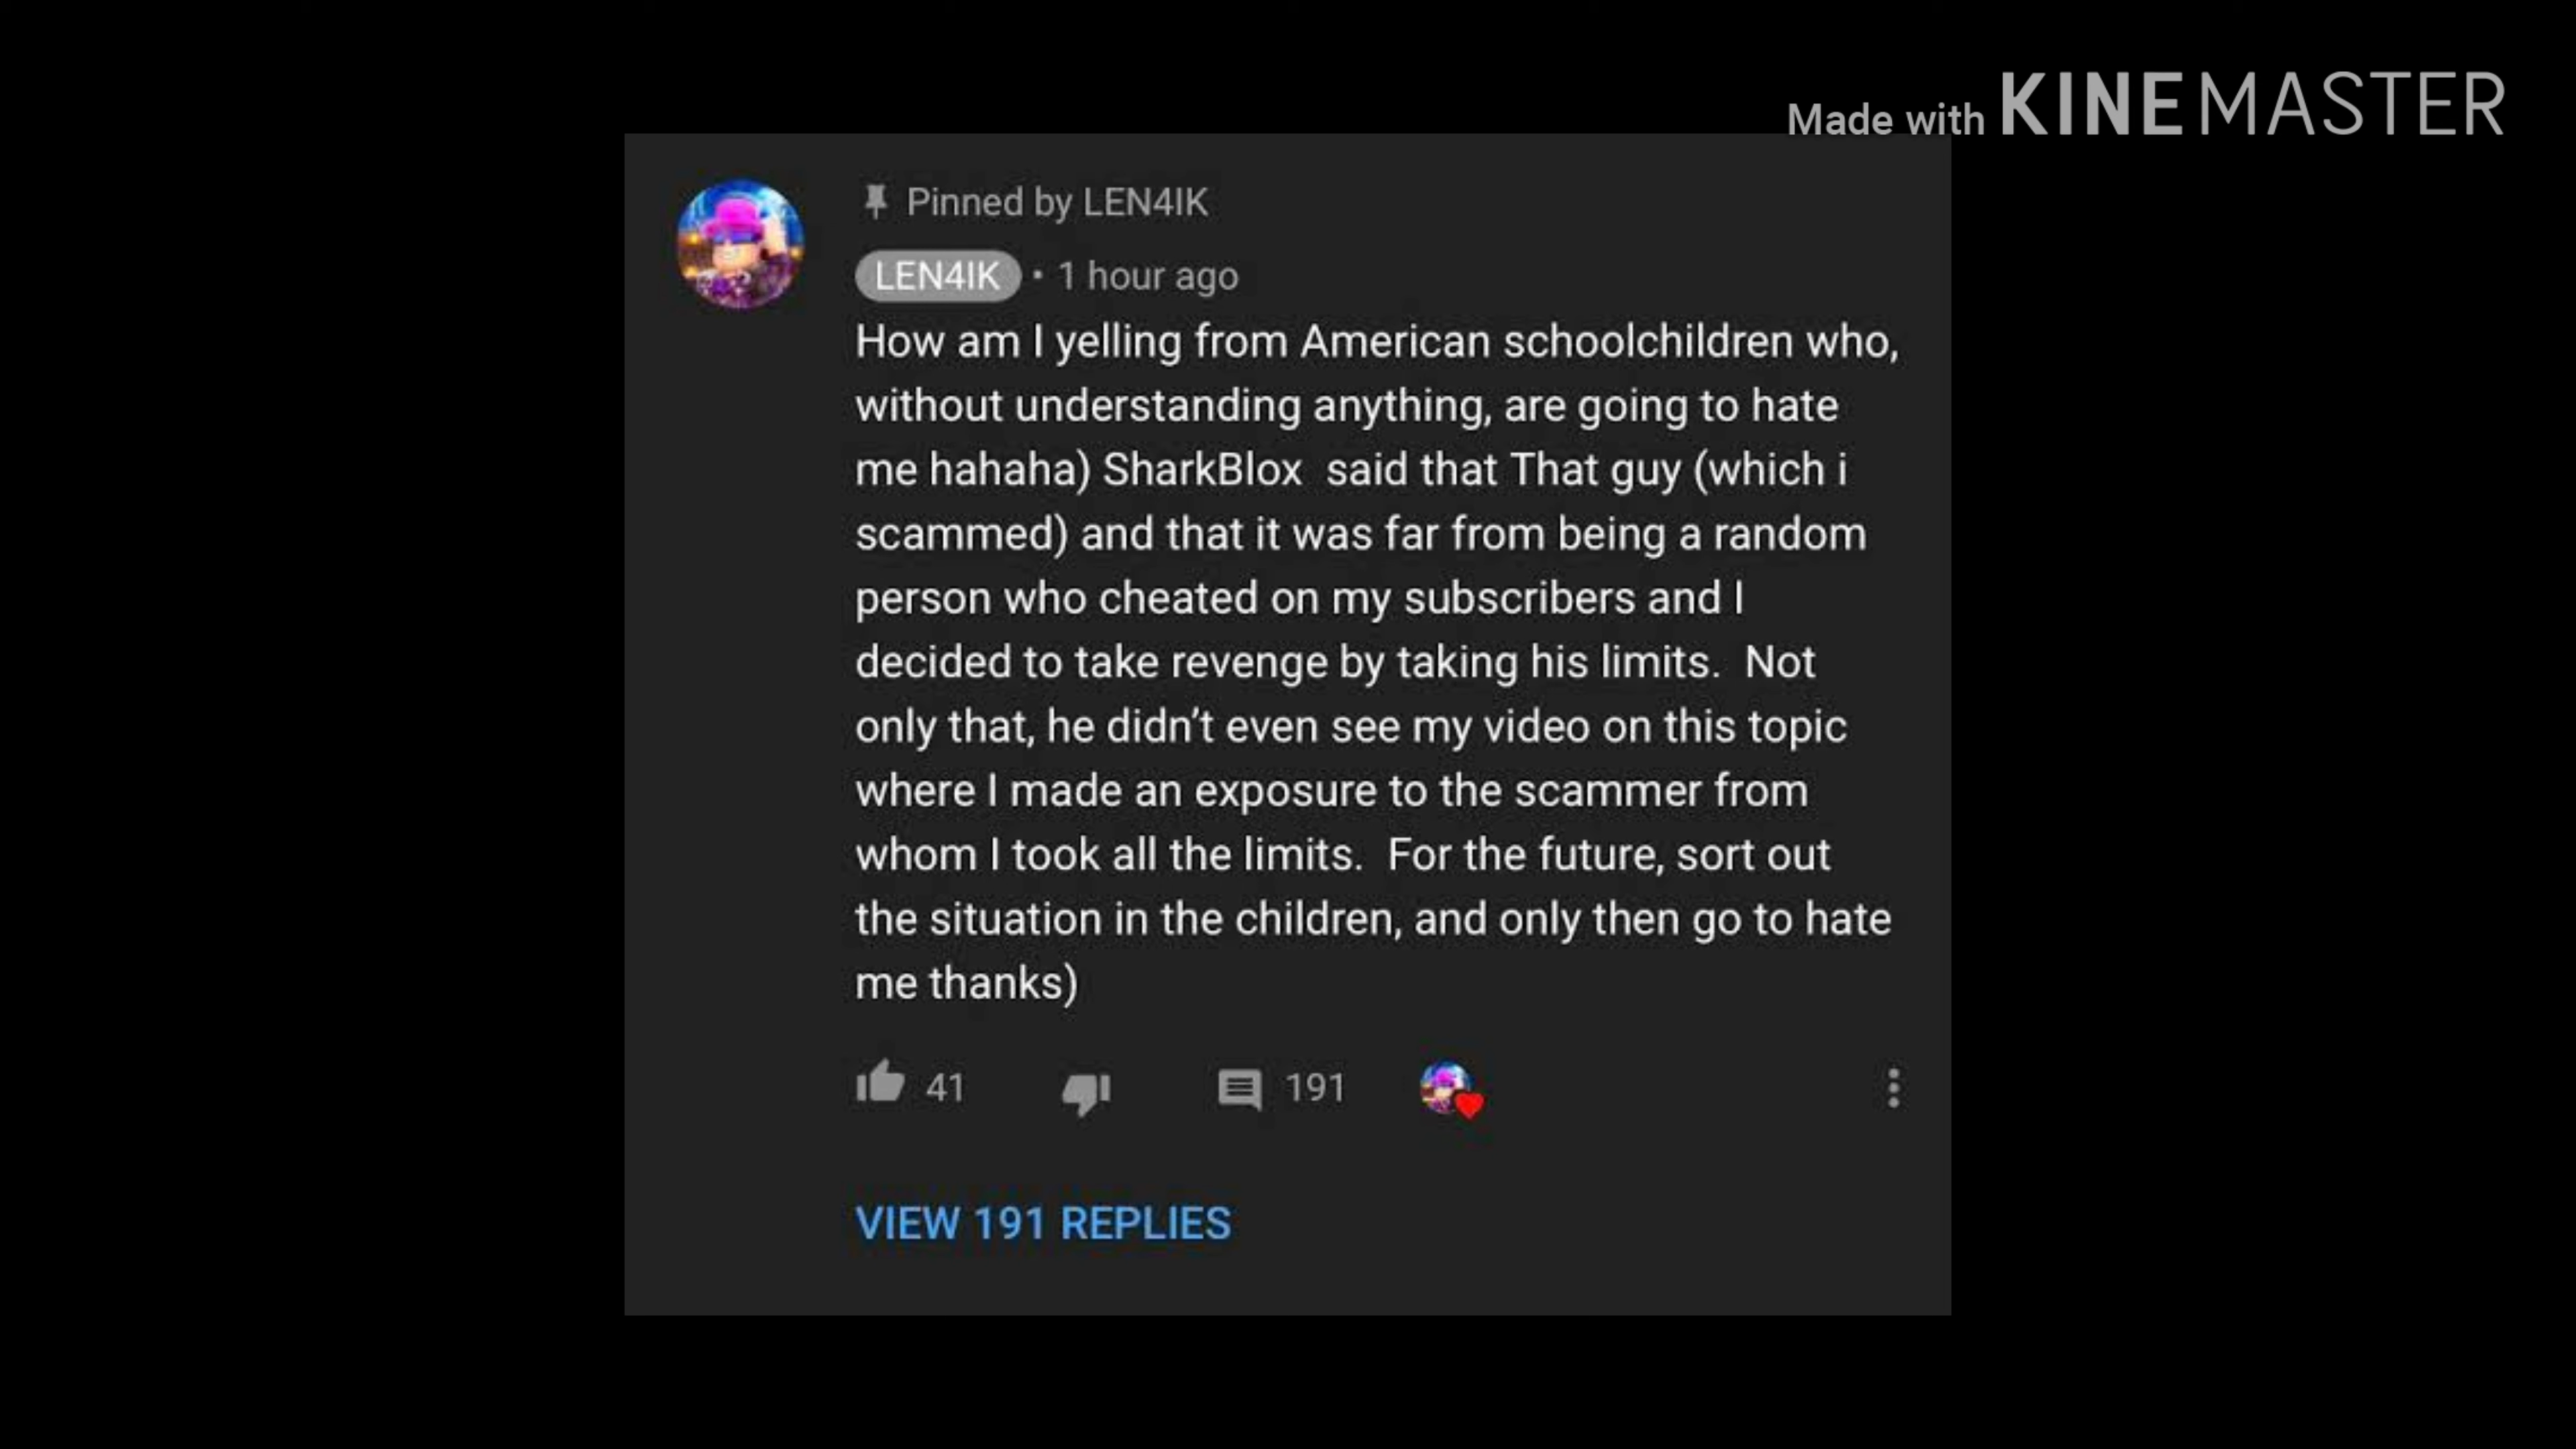 Made with KINEMASTER
Pinned by LEN4IK
LEN4IK • 1 hour ago
How am I yelling from American schoolchildren who,
without understanding anything, are going to hate
me hahaha) SharkBlox  said that That guy (which i
scammed) and that it was far from being a random
person who cheated on my subscribers and I
decided to take revenge by taking his limits.  Not
only that, he didn’t even see my video on this topic
where I made an exposure to the scammer from
whom I took all the limits.  For the future, sort out
the situation in the children, and only then go to hate
me thanks)
41 191
VIEW 191 REPLIES